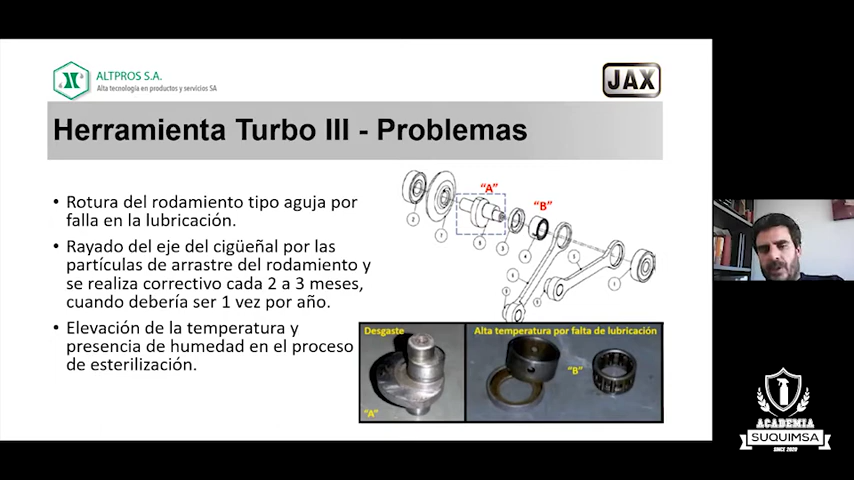 ALTPROS S.A.
Alta tecnología en productos y servicios SA
JAX
Herramienta Turbo III - Problemas
• Rotura del rodamiento tipo aguja por
falla en la lubricación.
• Rayado del eje del cigüeñal por las
partículas de arrastre del rodamiento y
se realiza correctivo cada 2 a 3 meses,
cuando debería ser 1 vez por año.
• Elevación de la temperatura y
presencia de humedad en el proceso
de esterilización.
"A"
"B"
Desgaste
"A"
Alta temperatura por falta de lubricación
"B"
ACADEMIA
SUQUIMSA
SINCE 2020